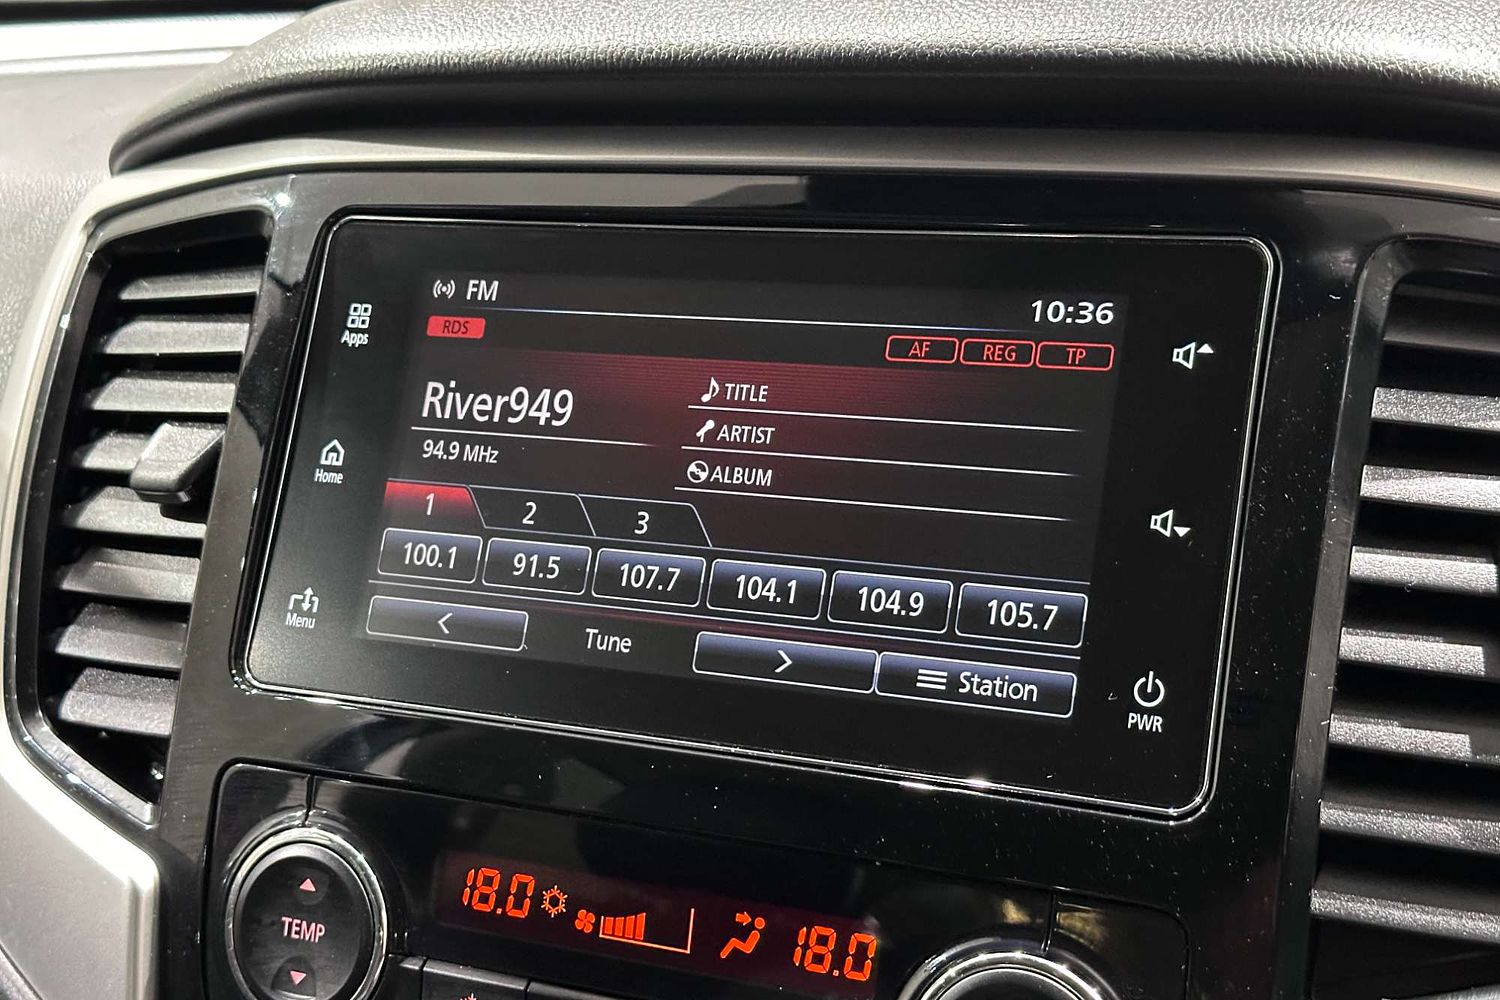 FM
10:36
RDS
AF REG TP
Apps
River949
94.9 MHz
TITLE
ARTIST
ALBUM
Home
1 2 3
100.1 91.5 107.7 104.1 104.9 105.7
Menu
< Tune > Station
PWR
TEMP
18.0 18.0